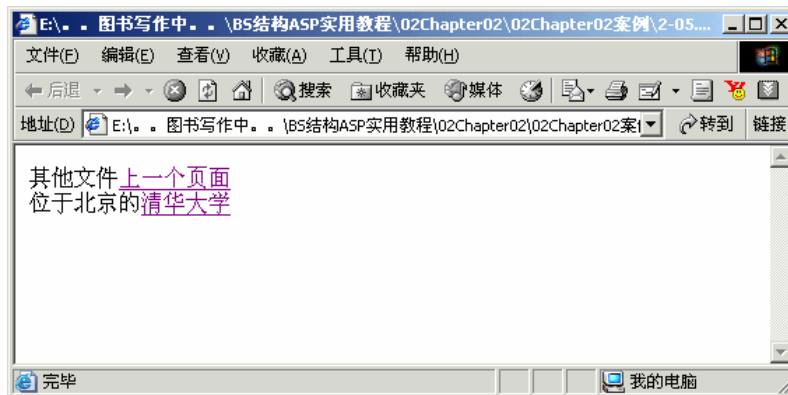 E:\。。图书写作中。。\BS结构ASP实用教程\02Chapter02\02Chapter02案例\2-05....
文件(F) 编辑(E) 查看(V) 收藏(A) 工具(T) 帮助(H)
后退 搜索 收藏夹 媒体
地址(D) E:\。。图书写作中。。\BS结构ASP实用教程\02Chapter02\02Chapter02案 转到 链接
其他文件上一个页面
位于北京的清华大学
完毕 我的电脑